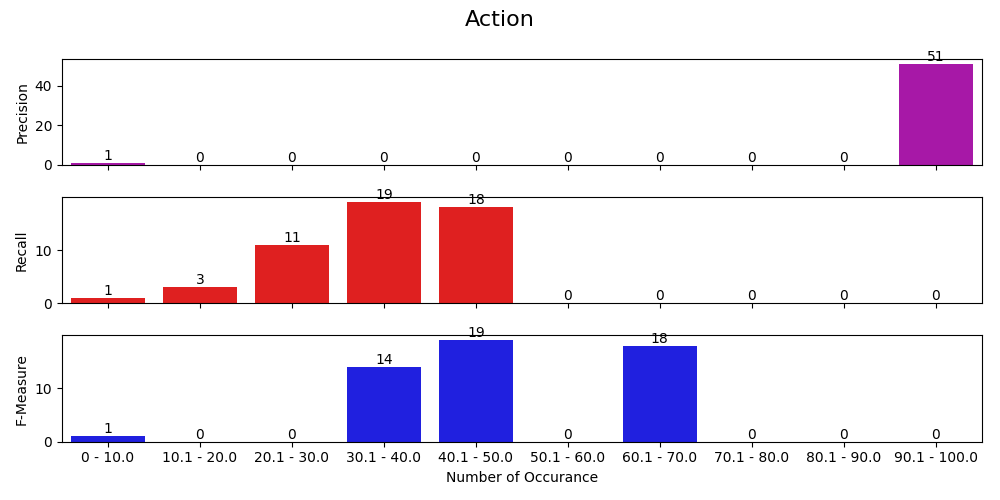 Action
Precision
40
20
0
1 0 0 0 0 0 0 0 0 51
Recall
10
0
1 3 11 19 18 0 0 0 0 0
F-Measure
10
0
1 0 0 14 19 0 18 0 0 0
0 - 10.0 10.1 - 20.0 20.1 - 30.0 30.1 - 40.0 40.1 - 50.0 50.1 - 60.0 60.1 - 70.0 70.1 - 80.0 80.1 - 90.0 90.1 - 100.0
Number of Occurance